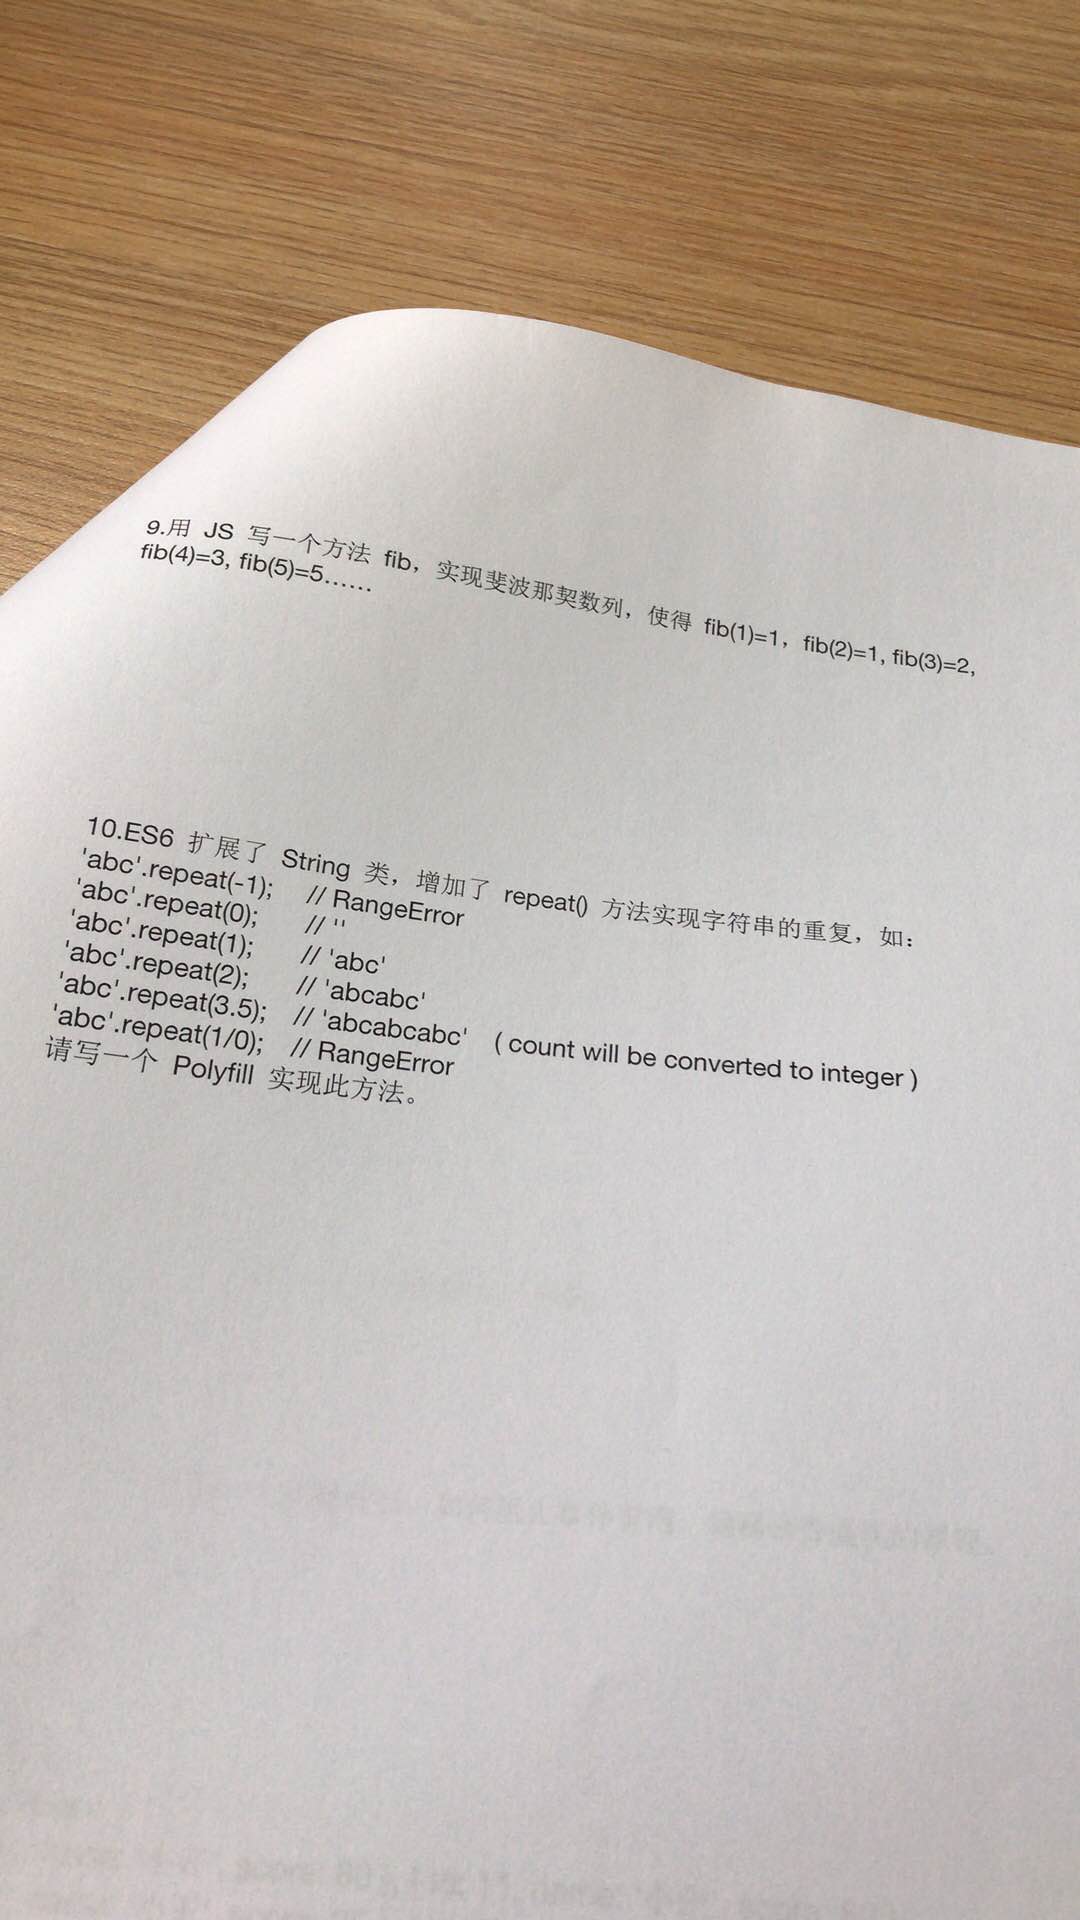 9.用 JS 写一个方法 fib，实现斐波那契数列，使得 fib(1)=1，fib(2)=1, fib(3)=2,
fib(4)=3, fib(5)=5……
10.ES6 扩展了 String 类，增加了 repeat() 方法实现字符串的重复，如：
'abc'.repeat(-1); // RangeError
'abc'.repeat(0); // ''
'abc'.repeat(1); // 'abc'
'abc'.repeat(2); // 'abcabc'
'abc'.repeat(3.5); // 'abcabcabc' ( count will be converted to integer )
'abc'.repeat(1/0); // RangeError
请写一个 Polyfill 实现此方法。